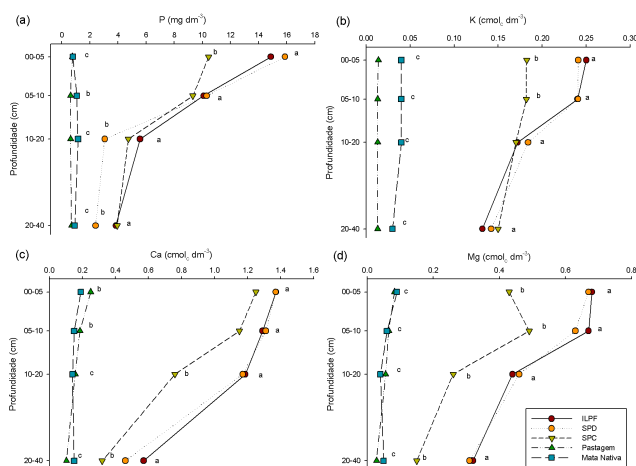 (a)
P (mg dm⁻³)
0 2 4 6 8 10 12 14 16 18
Profundidade (cm)
00-05
05-10
10-20
20-40
c b a
b a
b c a
c b a
(b)
K (cmolc dm⁻³)
0.00 0.05 0.10 0.15 0.20 0.25 0.30
Profundidade (cm)
00-05
05-10
10-20
20-40
c b a
c b a
c a
c a
(c)
Ca (cmolc dm⁻³)
0.0 0.2 0.4 0.6 0.8 1.0 1.2 1.4 1.6
Profundidade (cm)
00-05
05-10
10-20
20-40
c b a
b b a
c b a
c b a
(d)
Mg (cmolc dm⁻³)
0.0 0.2 0.4 0.6 0.8
Profundidade (cm)
00-05
05-10
10-20
20-40
c b a
c b a
c b a
c b a
ILPF
SPD
SPC
Pastagem
Mata Nativa